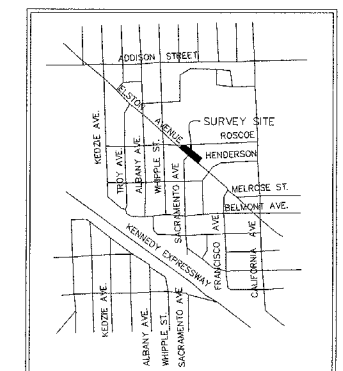 ADDISON STREET
ELSTON AVENUE
SURVEY SITE
ROSCOE
HENDERSON
KEDZIE AVE.
TROY AVE.
ALBANY AVE.
WHIPPLE ST.
SACRAMENTO AVE
MELROSE ST.
BELMONT AVE.
KENNEDY EXPRESSWAY
FRANCISCO AVE
CALIFORNIA AVE
KEDZIE AVE.
ALBANY AVE.
WHIPPLE ST.
SACRAMENTO AVE